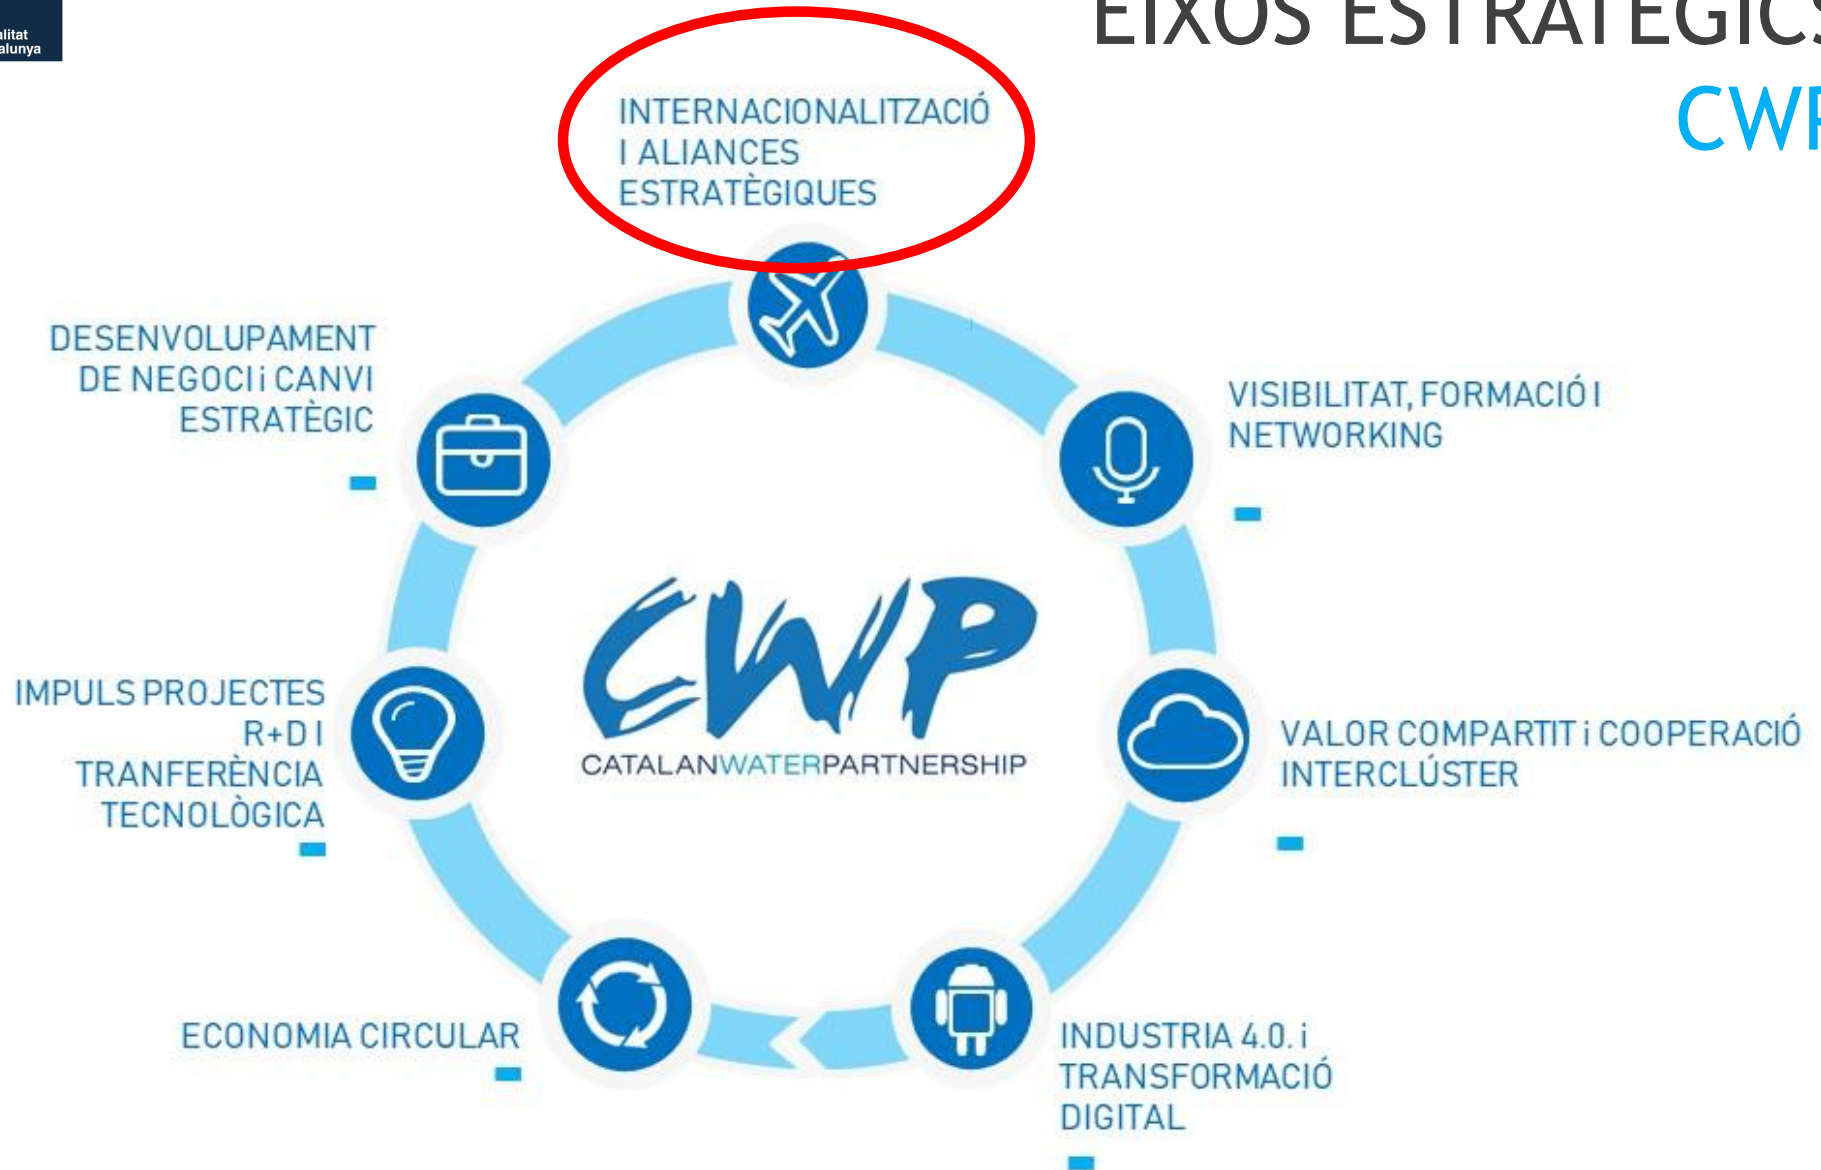 EIXOS ESTRATÈGICS
CWP
INTERNACIONALITZACIÓ
I ALIANCES
ESTRATÈGIQUES
DESENVOLUPAMENT
DE NEGOCI i CANVI
ESTRATÈGIC
VISIBILITAT, FORMACIÓ I
NETWORKING
CWP
CATALANWATERPARTNERSHIP
IMPULS PROJECTES
R+D I
TRANFERÈNCIA
TECNOLÒGICA
VALOR COMPARTIT i COOPERACIÓ
INTERCLÚSTER
ECONOMIA CIRCULAR
INDUSTRIA 4.0. i
TRANSFORMACIÓ
DIGITAL